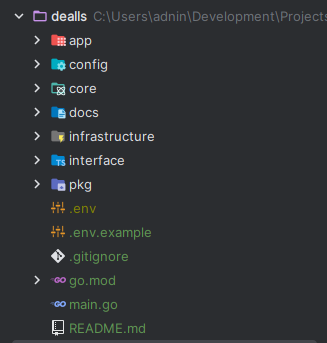 dealls C:\Users\adnin\Development\Projects
app
config
core
docs
infrastructure
interface
pkg
.env
.env.example
.gitignore
go.mod
main.go
README.md